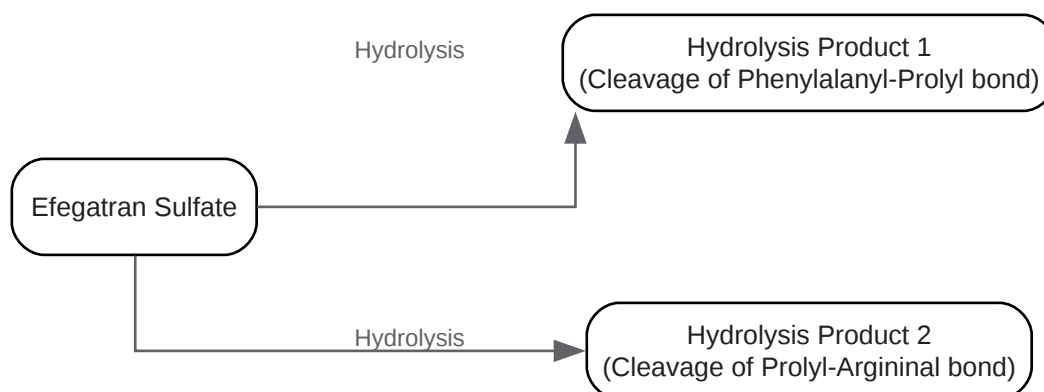 Hydrolysis
Hydrolysis Product 1
(Cleavage of Phenylalanyl-Prolyl bond)
Efegatran Sulfate
Hydrolysis
Hydrolysis Product 2
(Cleavage of Prolyl-Argininal bond)